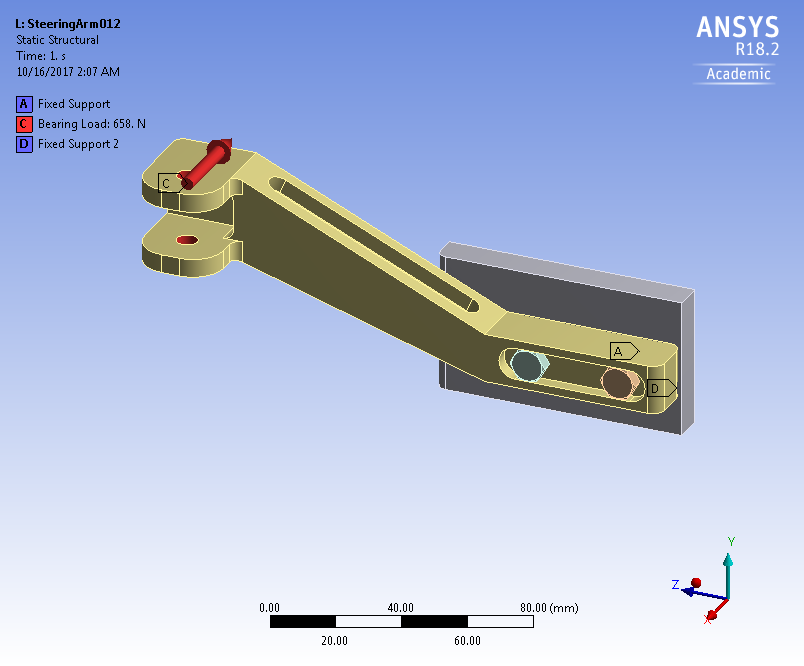 L: SteeringArm012
Static Structural
Time: 1. s
10/16/2017 2:07 AM
A Fixed Support
C Bearing Load: 658. N
D Fixed Support 2
ANSYS
R18.2
Academic
C
A
D
Y
Z
X
0.00 40.00 80.00 (mm)
20.00 60.00